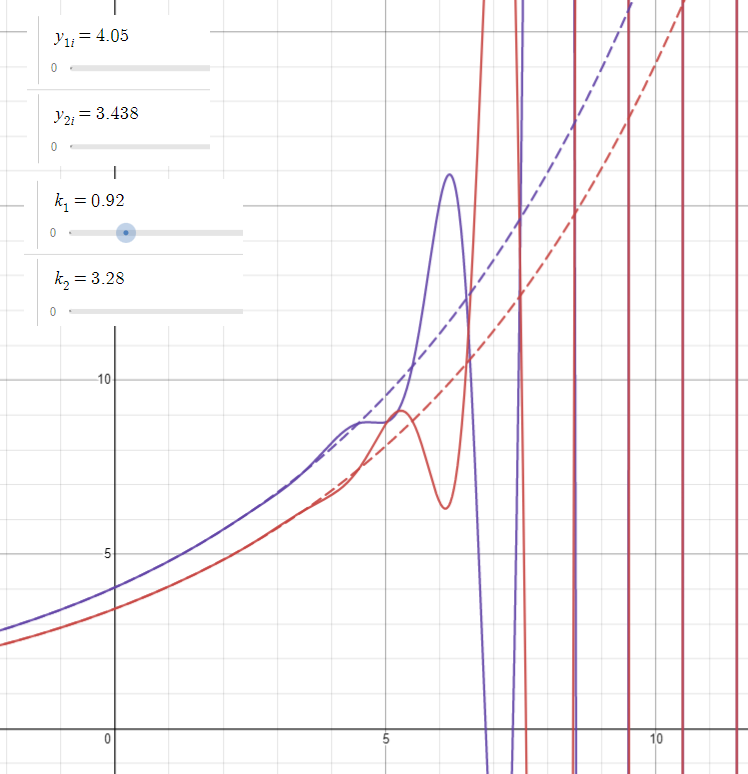 y₁ᵢ = 4.05
0
y₂ᵢ = 3.438
0
k₁ = 0.92
0
k₂ = 3.28
0
10
5
0
5
10